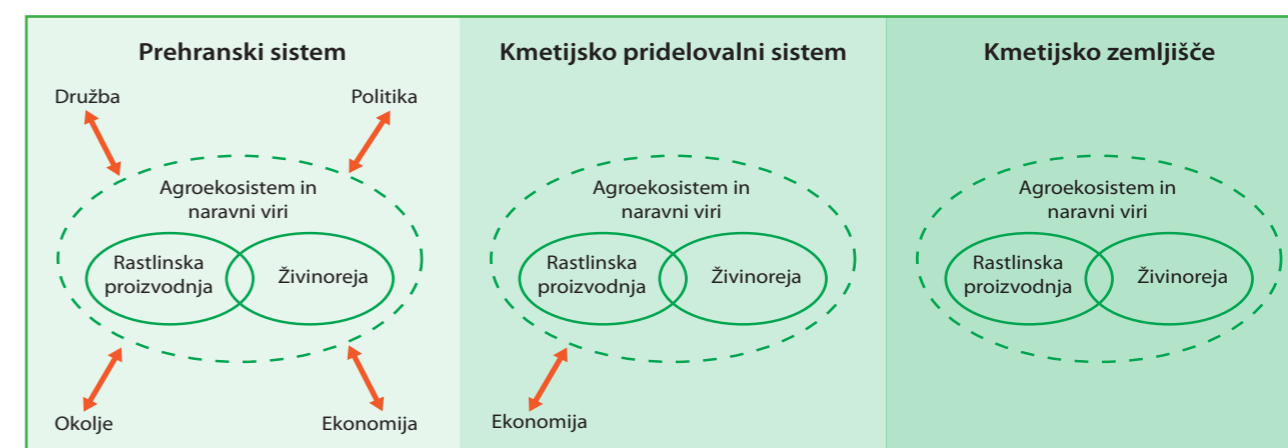 Prehranski sistem
Družba
Politika
Agroekosistem in
naravni viri
Rastlinska
proizvodnja
Živinoreja
Okolje
Ekonomija
Kmetijsko pridelovalni sistem
Agroekosistem in
naravni viri
Rastlinska
proizvodnja
Živinoreja
Ekonomija
Kmetijsko zemljišče
Agroekosistem in
naravni viri
Rastlinska
proizvodnja
Živinoreja